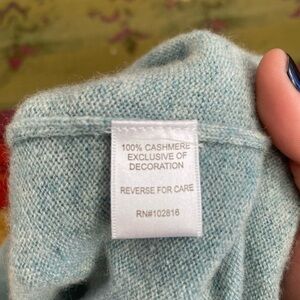 100% CASHMERE
EXCLUSIVE OF
DECORATION
REVERSE FOR CARE
RN#102816